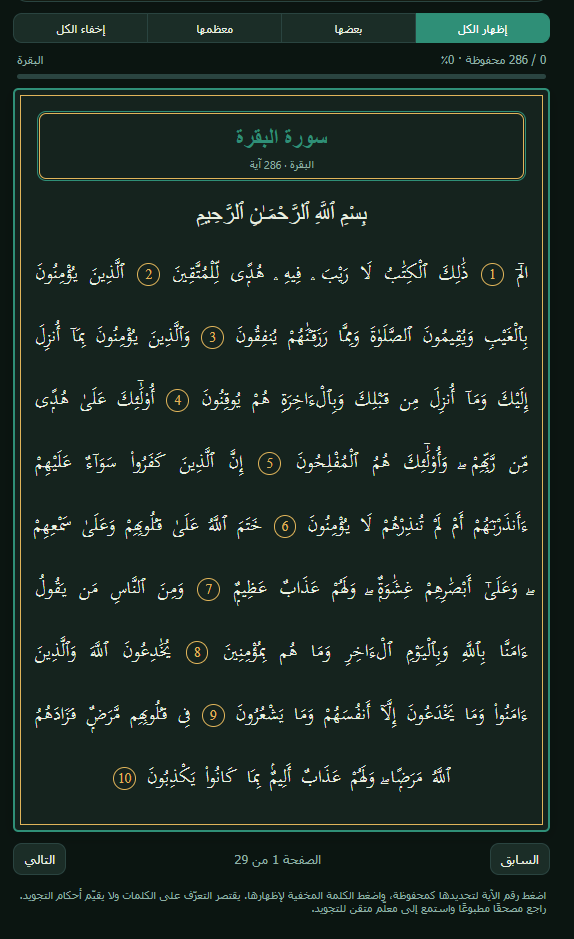 إظهار الكل
بعضها
معظمها
إخفاء الكل
0 / 286 محفوظة · 0٪
البقرة
سورة البقرة
البقرة · 286 آية
بِسْمِ ٱللَّهِ ٱلرَّحْمَـٰنِ ٱلرَّحِيمِ
الٓمٓ 1 ذَٰلِكَ ٱلْكِتَٰبُ لَا رَيْبَ ۛ فِيهِ ۛ هُدًۭى لِّلْمُتَّقِينَ 2 ٱلَّذِينَ يُؤْمِنُونَ
بِٱلْغَيْبِ وَيُقِيمُونَ ٱلصَّلَوٰةَ وَمِمَّا رَزَقْنَٰهُمْ يُنفِقُونَ 3 وَٱلَّذِينَ يُؤْمِنُونَ بِمَآ أُنزِلَ
إِلَيْكَ وَمَآ أُنزِلَ مِن قَبْلِكَ وَبِٱلْءَاخِرَةِ هُمْ يُوقِنُونَ 4 أُو۟لَٰٓئِكَ عَلَىٰ هُدًۭى
مِّن رَّبِّهِمْ ۖ وَأُو۟لَٰٓئِكَ هُمُ ٱلْمُفْلِحُونَ 5 إِنَّ ٱلَّذِينَ كَفَرُوا۟ سَوَآءٌ عَلَيْهِمْ
ءَأَنذَرْتَهُمْ أَمْ لَمْ تُنذِرْهُمْ لَا يُؤْمِنُونَ 6 خَتَمَ ٱللَّهُ عَلَىٰ قُلُوبِهِمْ وَعَلَىٰ سَمْعِهِمْ
ۖ وَعَلَىٰٓ أَبْصَٰرِهِمْ غِشَٰوَةٌۭ ۖ وَلَهُمْ عَذَابٌ عَظِيمٌۭ 7 وَمِنَ ٱلنَّاسِ مَن يَقُولُ
ءَامَنَّا بِٱللَّهِ وَبِٱلْيَوْمِ ٱلْءَاخِرِ وَمَا هُم بِمُؤْمِنِينَ 8 يُخَٰدِعُونَ ٱللَّهَ وَٱلَّذِينَ
ءَامَنُوا۟ وَمَا يَخْدَعُونَ إِلَّآ أَنفُسَهُمْ وَمَا يَشْعُرُونَ 9 فِى قُلُوبِهِم مَّرَضٌۭ فَزَادَهُمُ
ٱللَّهُ مَرَضًۭا ۖ وَلَهُمْ عَذَابٌ أَلِيمٌۢ بِمَا كَانُوا۟ يَكْذِبُونَ 10
السابق
الصفحة 1 من 29
التالي
اضغط رقم الآية لتحديدها كمحفوظة، واضغط الكلمة المخفية لإظهارها. يقتصر التعرّف على الكلمات ولا يقيّم أحكام التجويد.
راجع مصحفًا مطبوعًا واستمع إلى معلّم متقن للتجويد.